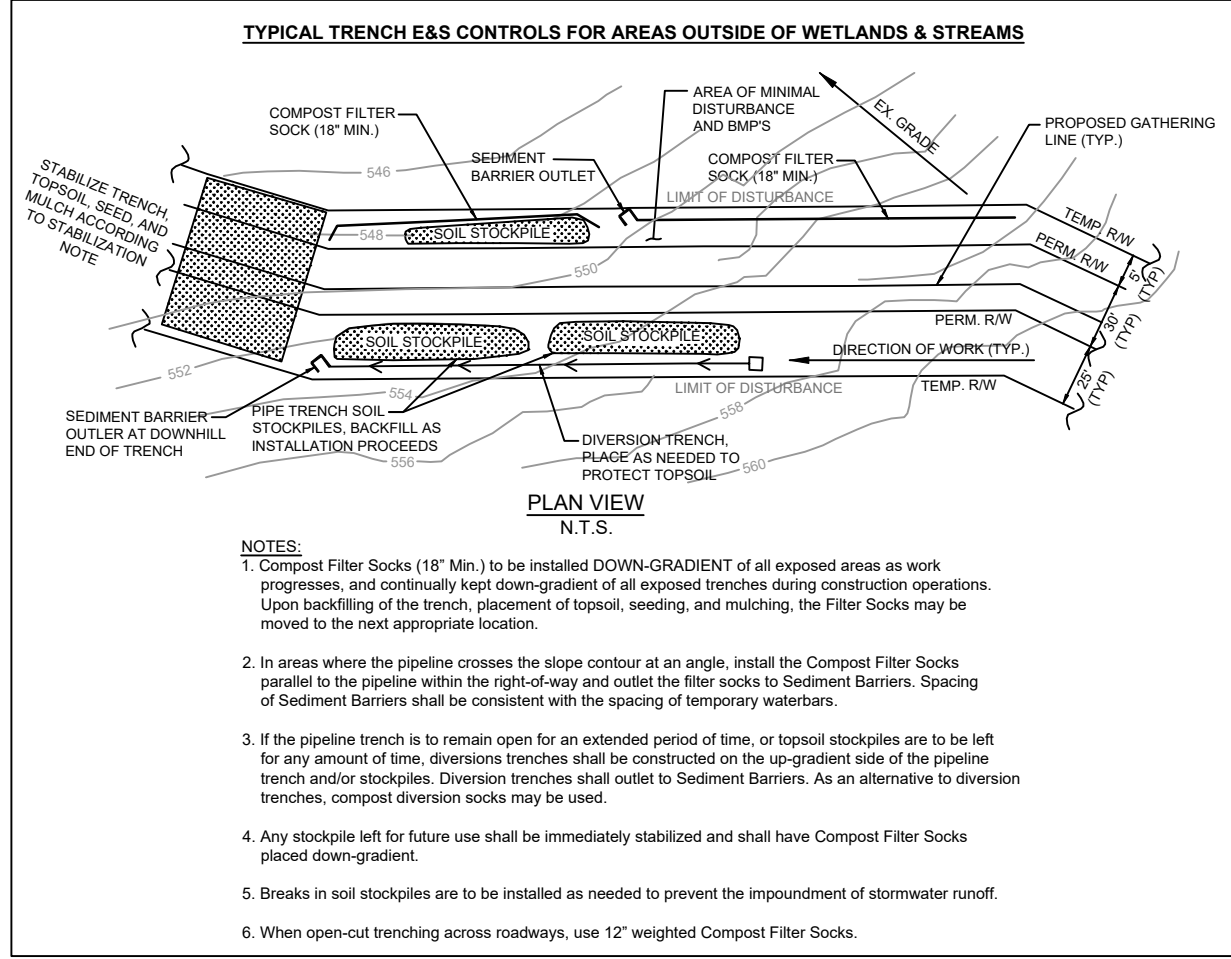 TYPICAL TRENCH E&S CONTROLS FOR AREAS OUTSIDE OF WETLANDS & STREAMS
COMPOST FILTER
SOCK (18" MIN.)
AREA OF MINIMAL
DISTURBANCE
AND BMP'S
EX. GRADE
PROPOSED GATHERING
LINE (TYP.)
SEDIMENT
BARRIER OUTLET
COMPOST FILTER
SOCK (18" MIN.)
LIMIT OF DISTURBANCE
STABILIZE TRENCH,
TOPSOIL, SEED, AND
MULCH ACCORDING
TO STABILIZATION
NOTE
546
548
SOIL STOCKPILE
550
TEMP. R/W
PERM. R/W
5'
(TYP)
30'
(TYP)
25'
(TYP)
PERM. R/W
SOIL STOCKPILE
SOIL STOCKPILE
DIRECTION OF WORK (TYP.)
552
554
LIMIT OF DISTURBANCE
TEMP. R/W
558
556
560
SEDIMENT BARRIER
OUTLER AT DOWNHILL
END OF TRENCH
PIPE TRENCH SOIL
STOCKPILES, BACKFILL AS
INSTALLATION PROCEEDS
DIVERSION TRENCH,
PLACE AS NEEDED TO
PROTECT TOPSOIL
PLAN VIEW
N.T.S.
NOTES:
1. Compost Filter Socks (18” Min.) to be installed DOWN-GRADIENT of all exposed areas as work
progresses, and continually kept down-gradient of all exposed trenches during construction operations.
Upon backfilling of the trench, placement of topsoil, seeding, and mulching, the Filter Socks may be
moved to the next appropriate location.
2. In areas where the pipeline crosses the slope contour at an angle, install the Compost Filter Socks
parallel to the pipeline within the right-of-way and outlet the filter socks to Sediment Barriers. Spacing
of Sediment Barriers shall be consistent with the spacing of temporary waterbars.
3. If the pipeline trench is to remain open for an extended period of time, or topsoil stockpiles are to be left
for any amount of time, diversions trenches shall be constructed on the up-gradient side of the pipeline
trench and/or stockpiles. Diversion trenches shall outlet to Sediment Barriers. As an alternative to diversion
trenches, compost diversion socks may be used.
4. Any stockpile left for future use shall be immediately stabilized and shall have Compost Filter Socks
placed down-gradient.
5. Breaks in soil stockpiles are to be installed as needed to prevent the impoundment of stormwater runoff.
6. When open-cut trenching across roadways, use 12” weighted Compost Filter Socks.